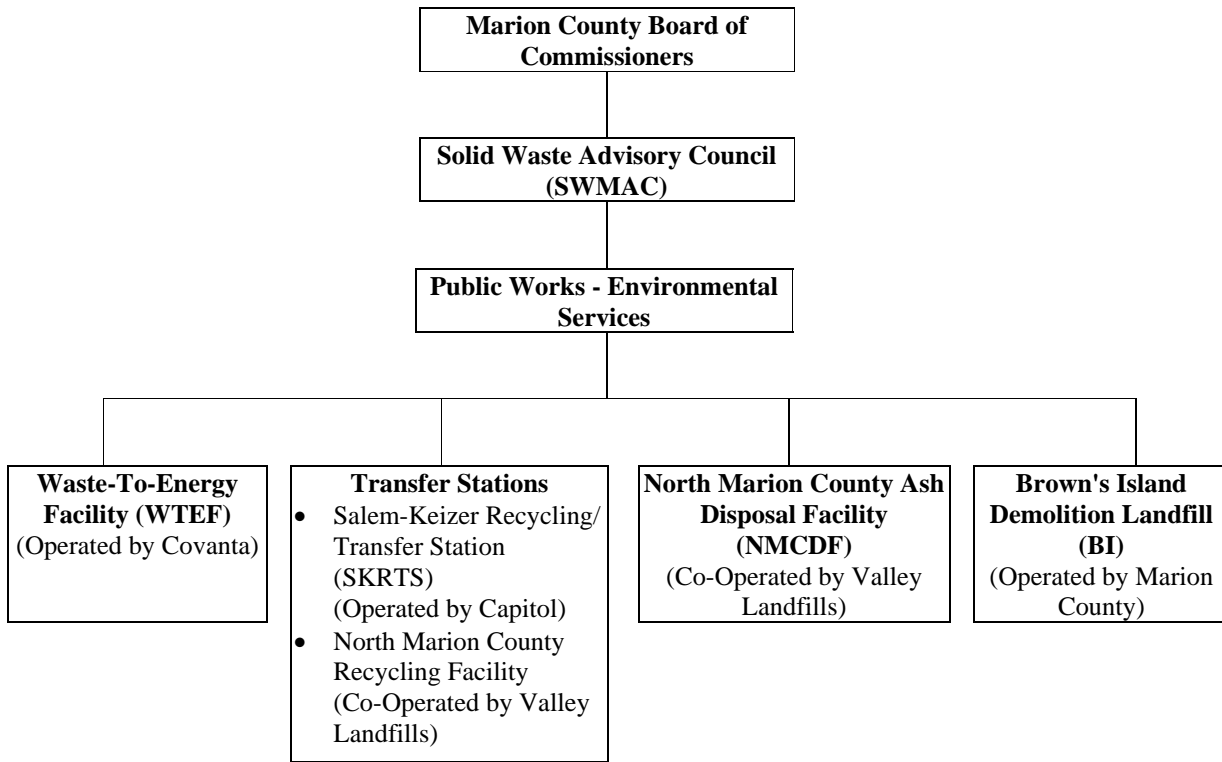 Marion County Board of
Commissioners
Solid Waste Advisory Council
(SWMAC)
Public Works - Environmental
Services
Waste-To-Energy
Facility (WTEF)
(Operated by Covanta)
Transfer Stations
• Salem-Keizer Recycling/
Transfer Station
(SKRTS)
(Operated by Capitol)
• North Marion County
Recycling Facility
(Co-Operated by Valley
Landfills)
North Marion County Ash
Disposal Facility
(NMCDF)
(Co-Operated by Valley
Landfills)
Brown's Island
Demolition Landfill
(BI)
(Operated by Marion
County)